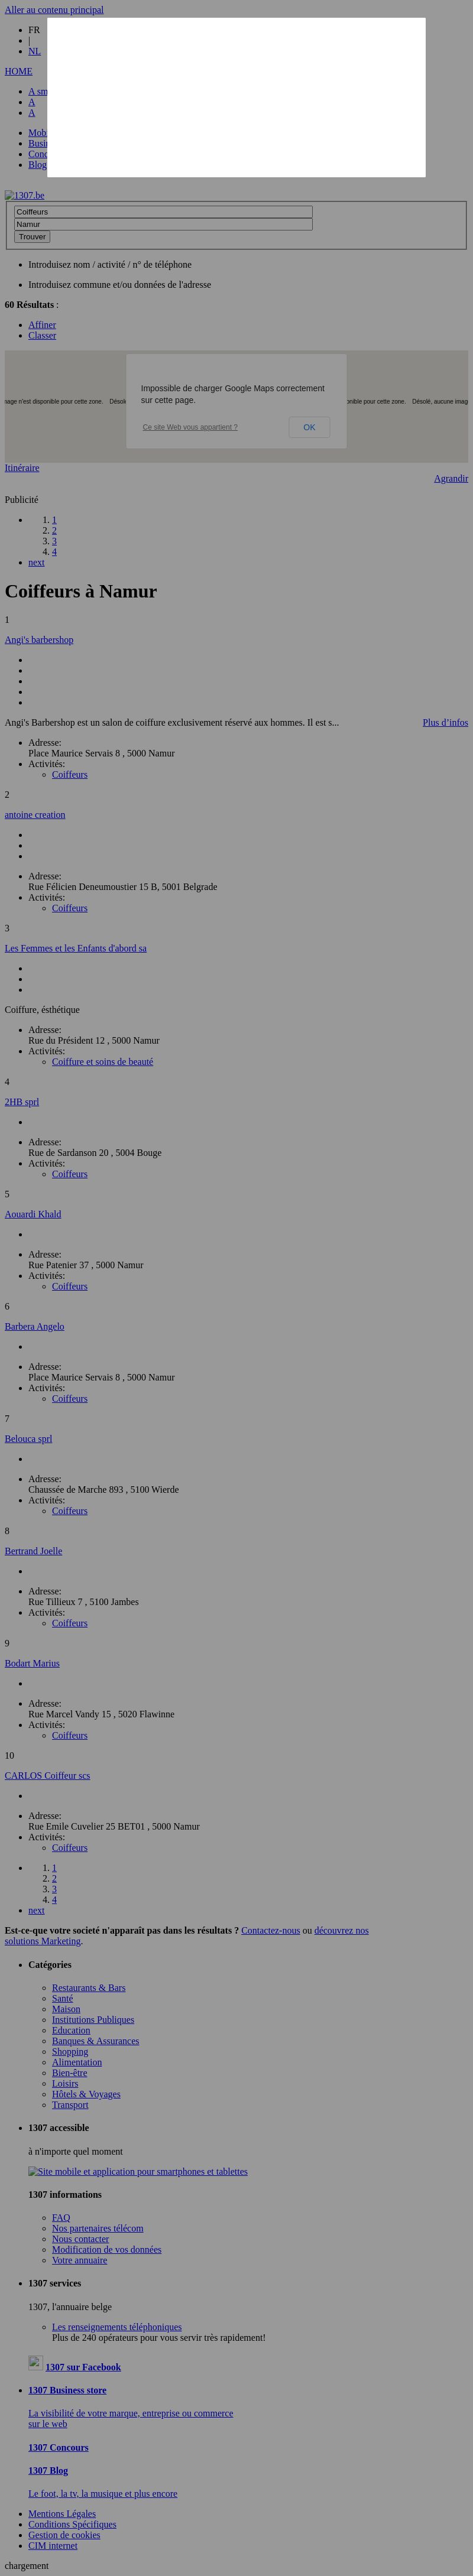 Aller au contenu principal
FR
|
NL
HOME
A sm
A
A
Mob
Busin
Conc
Blog
1307.be
Coiffeurs
Namur
Trouver
Introduisez nom / activité / n° de téléphone
Introduisez commune et/ou données de l'adresse
60 Résultats :
Affiner
Classer
Impossible de charger Google Maps correctement
sur cette page.
mage n'est disponible pour cette zone. Désolé
onible pour cette zone. Désolé, aucune imag
Ce site Web vous appartient ? OK
Itinéraire
Agrandir
Publicité
1. 1
2. 2
3. 3
4. 4
next
Coiffeurs à Namur
1
Angi's barbershop
Angi's Barbershop est un salon de coiffure exclusivement réservé aux hommes. Il est s... Plus d'infos
Adresse:
Place Maurice Servais 8 , 5000 Namur
Activités:
Coiffeurs
2
antoine creation
Adresse:
Rue Félicien Deneumoustier 15 B, 5001 Belgrade
Activités:
Coiffeurs
3
Les Femmes et les Enfants d'abord sa
Coiffure, ésthétique
Adresse:
Rue du Président 12 , 5000 Namur
Activités:
Coiffure et soins de beauté
4
2HB sprl
Adresse:
Rue de Sardanson 20 , 5004 Bouge
Activités:
Coiffeurs
5
Aouardi Khald
Adresse:
Rue Patenier 37 , 5000 Namur
Activités:
Coiffeurs
6
Barbera Angelo
Adresse:
Place Maurice Servais 8 , 5000 Namur
Activités:
Coiffeurs
7
Belouca sprl
Adresse:
Chaussée de Marche 893 , 5100 Wierde
Activités:
Coiffeurs
8
Bertrand Joelle
Adresse:
Rue Tillieux 7 , 5100 Jambes
Activités:
Coiffeurs
9
Bodart Marius
Adresse:
Rue Marcel Vandy 15 , 5020 Flawinne
Activités:
Coiffeurs
10
CARLOS Coiffeur scs
Adresse:
Rue Emile Cuvelier 25 BET01 , 5000 Namur
Activités:
Coiffeurs
1. 1
2. 2
3. 3
4. 4
next
Est-ce-que votre societé n'apparaît pas dans les résultats ? Contactez-nous ou découvrez nos
solutions Marketing.
Catégories
Restaurants & Bars
Santé
Maison
Institutions Publiques
Education
Banques & Assurances
Shopping
Alimentation
Bien-être
Loisirs
Hôtels & Voyages
Transport
1307 accessible
à n'importe quel moment
Site mobile et application pour smartphones et tablettes
1307 informations
FAQ
Nos partenaires télécom
Nous contacter
Modification de vos données
Votre annuaire
1307 services
1307, l'annuaire belge
Les renseignements téléphoniques
Plus de 240 opérateurs pour vous servir très rapidement!
1307 sur Facebook
1307 Business store
La visibilité de votre marque, entreprise ou commerce
sur le web
1307 Concours
1307 Blog
Le foot, la tv, la musique et plus encore
Mentions Légales
Conditions Spécifiques
Gestion de cookies
CIM internet
chargement